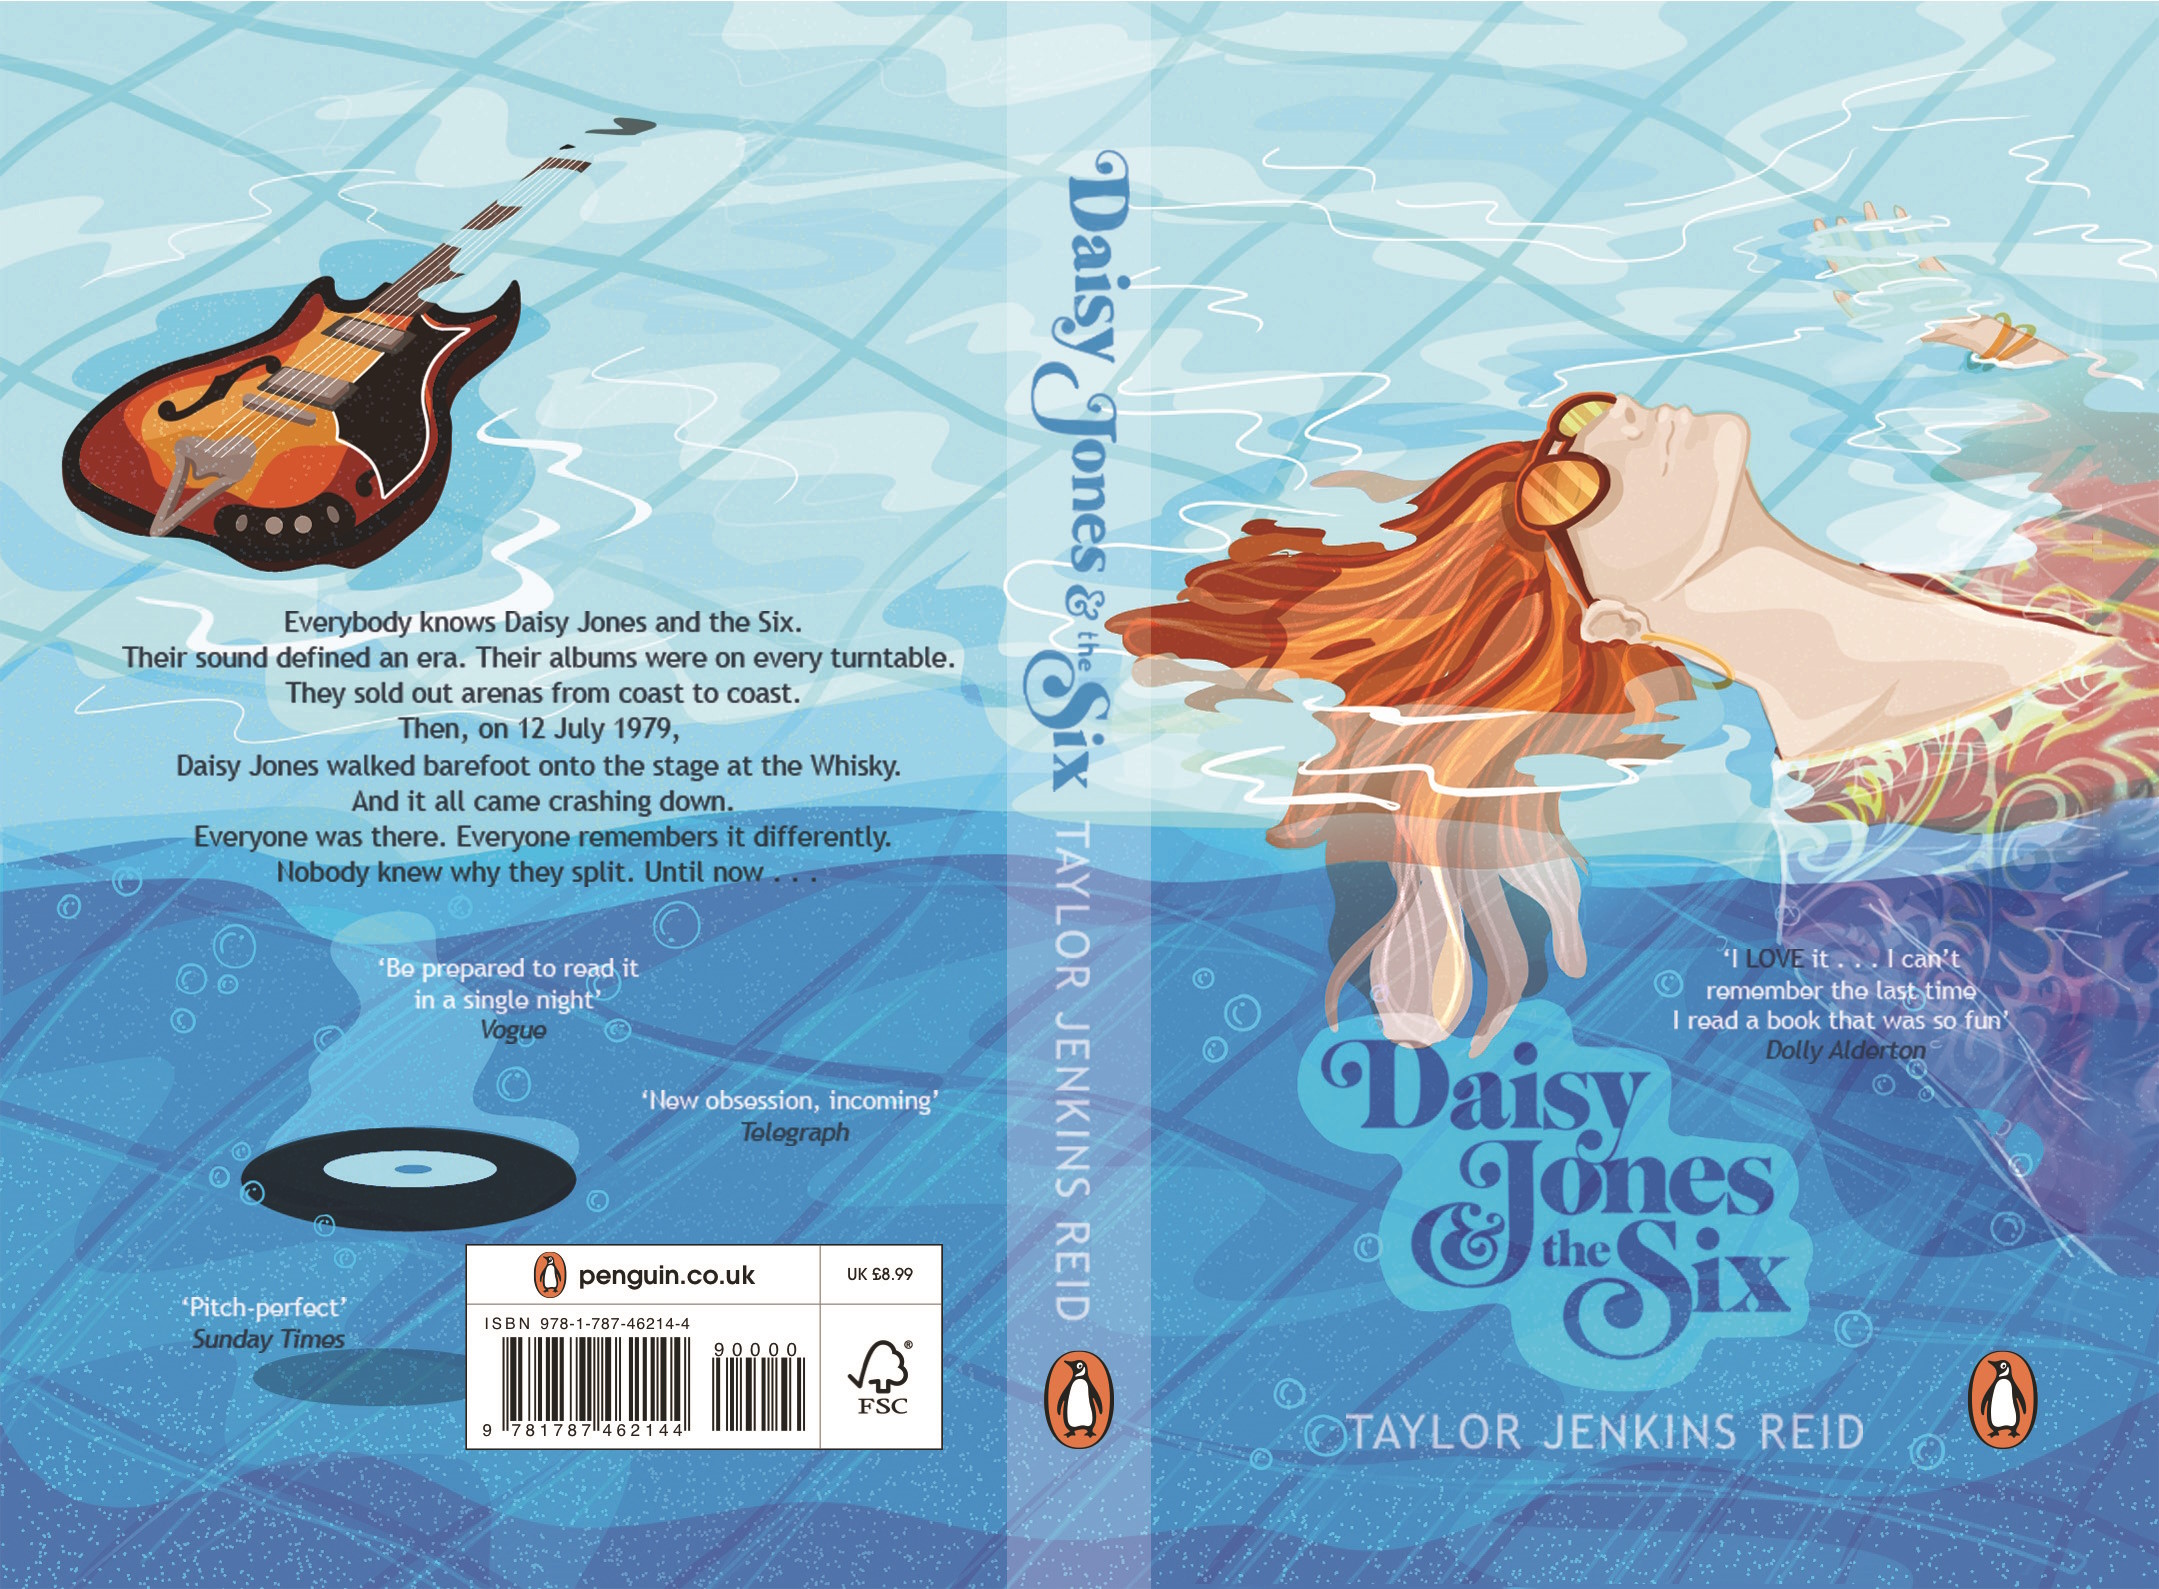 Everybody knows Daisy Jones and the Six.
Their sound defined an era. Their albums were on every turntable.
They sold out arenas from coast to coast.
Then, on 12 July 1979,
Daisy Jones walked barefoot onto the stage at the Whisky.
And it all came crashing down.
Everyone was there. Everyone remembers it differently.
Nobody knew why they split. Until now . . .
‘Be prepared to read it
in a single night’
Vogue
‘New obsession, incoming’
Telegraph
‘Pitch-perfect’
Sunday Times
penguin.co.uk
UK £8.99
ISBN 978-1-787-46214-4
90000
9 781787 462144
®
FSC
Daisy Jones & the Six TAYLOR JENKINS REID
‘I LOVE it . . . I can’t
remember the last time
I read a book that was so fun’
Dolly Alderton
Daisy
Jones
& the Six
TAYLOR JENKINS REID